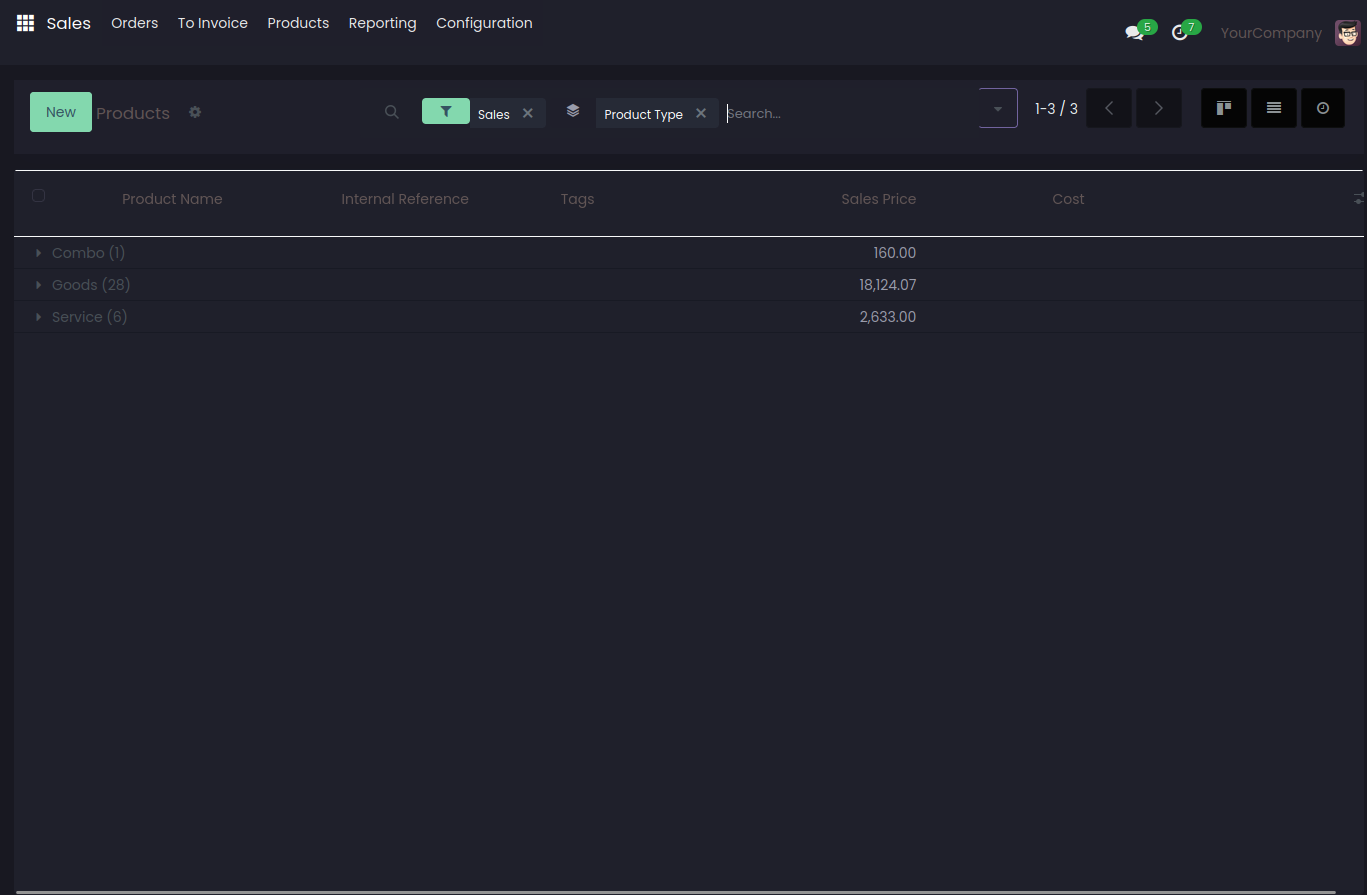 Sales Orders To Invoice Products Reporting Configuration 5 7 YourCompany
New Products Sales Product Type Search... 1-3 / 3
Product Name Internal Reference Tags Sales Price Cost
Combo (1) 160.00
Goods (28) 18,124.07
Service (6) 2,633.00